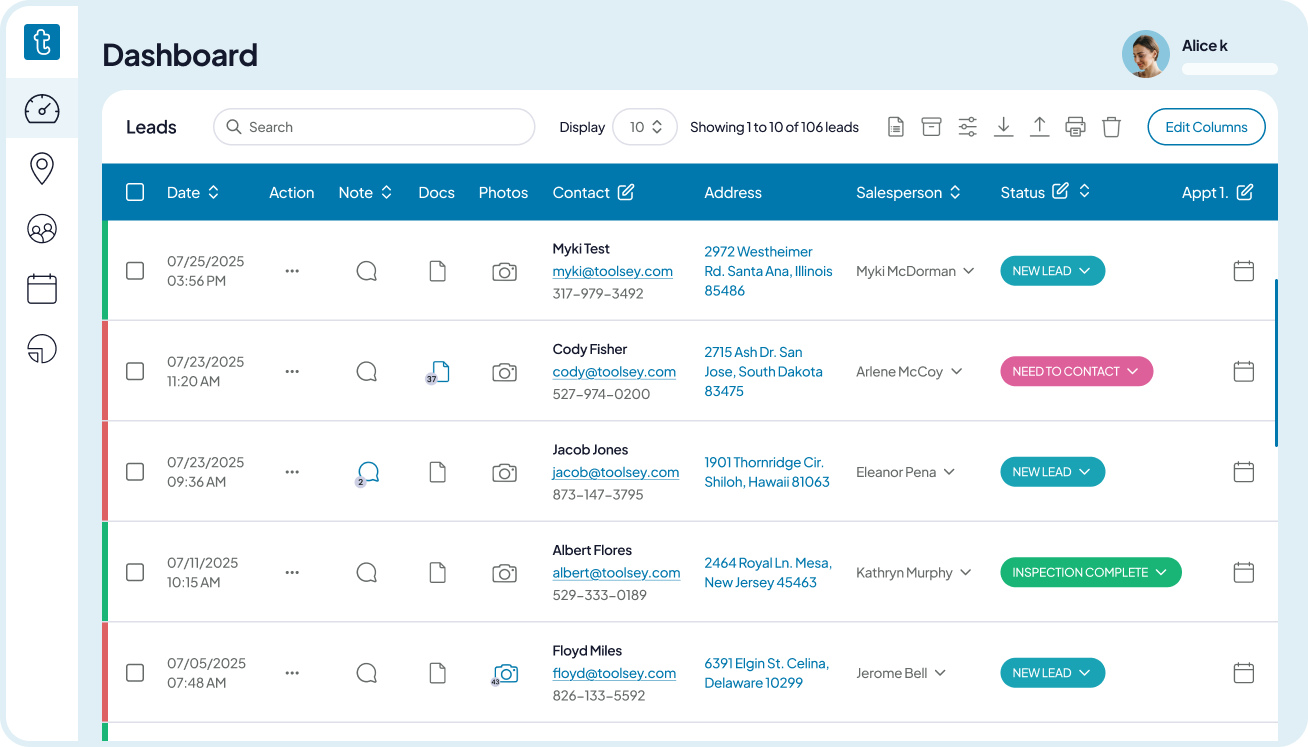 t
Dashboard
Alice k
Leads
Search
Display
10
Showing 1 to 10 of 106 leads
Edit Columns
Date
Action
Note
Docs
Photos
Contact
Address
Salesperson
Status
Appt 1.
07/25/2025
03:56 PM
Myki Test
myki@toolsey.com
317-979-3492
2972 Westheimer
Rd. Santa Ana, Illinois
85486
Myki McDorman
NEW LEAD
07/23/2025
11:20 AM
37
Cody Fisher
cody@toolsey.com
527-974-0200
2715 Ash Dr. San
Jose, South Dakota
83475
Arlene McCoy
NEED TO CONTACT
07/23/2025
09:36 AM
2
Jacob Jones
jacob@toolsey.com
873-147-3795
1901 Thornridge Cir.
Shiloh, Hawaii 81063
Eleanor Pena
NEW LEAD
07/11/2025
10:15 AM
Albert Flores
albert@toolsey.com
529-333-0189
2464 Royal Ln. Mesa,
New Jersey 45463
Kathryn Murphy
INSPECTION COMPLETE
07/05/2025
07:48 AM
43
Floyd Miles
floyd@toolsey.com
826-133-5592
6391 Elgin St. Celina,
Delaware 10299
Jerome Bell
NEW LEAD